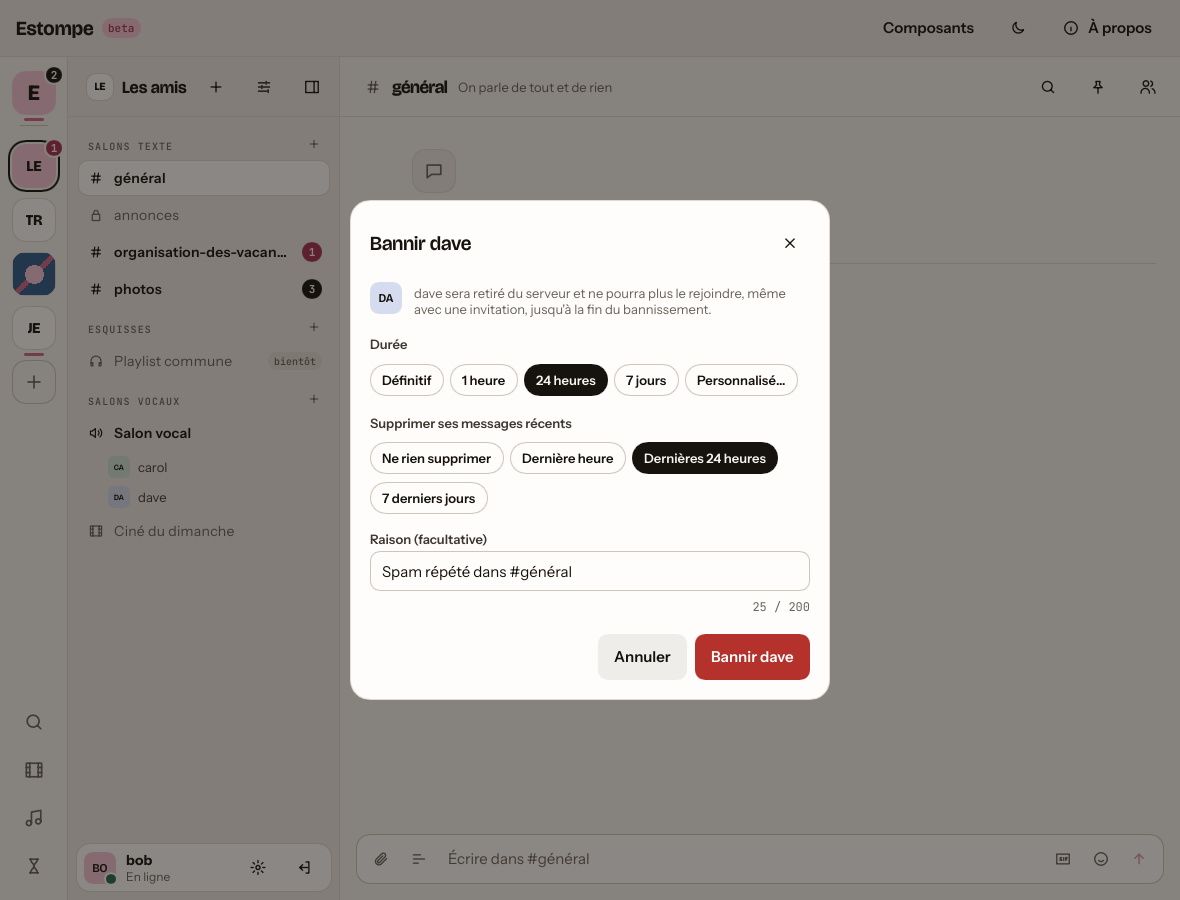 Estompe beta
Composants
À propos
E 2
LE 1
TR
JE
LE Les amis
SALONS TEXTE
# général
annonces
# organisation-des-vacan... 1
# photos 3
ESQUISSES
Playlist commune bientôt
SALONS VOCAUX
Salon vocal
CA carol
DA dave
Ciné du dimanche
BO bob
En ligne
# général On parle de tout et de rien
Bannir dave
DA
dave sera retiré du serveur et ne pourra plus le rejoindre, même
avec une invitation, jusqu'à la fin du bannissement.
Durée
Définitif 1 heure 24 heures 7 jours Personnalisé...
Supprimer ses messages récents
Ne rien supprimer Dernière heure Dernières 24 heures
7 derniers jours
Raison (facultative)
Spam répété dans #général
25 / 200
Annuler Bannir dave
Écrire dans #général
GIF